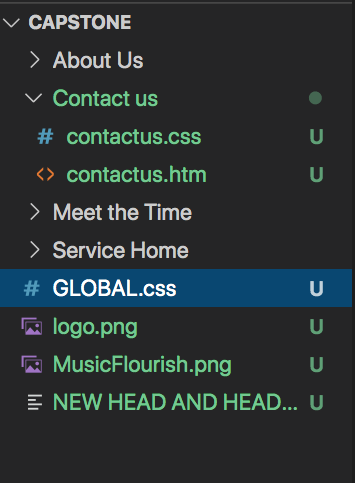 CAPSTONE
About Us
Contact us
# contactus.css U
<> contactus.htm U
Meet the Time
Service Home
# GLOBAL.css U
logo.png U
MusicFlourish.png U
NEW HEAD AND HEAD... U